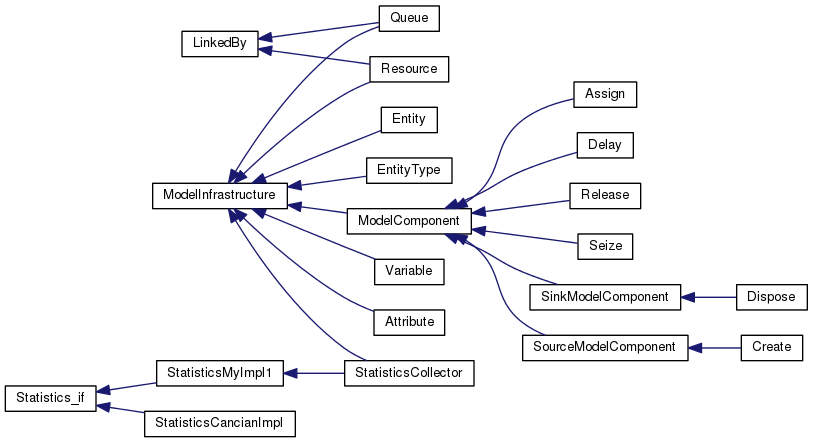 Queue
LinkedBy
Resource
Assign
Entity
Delay
EntityType
ModelInfrastructure
Release
ModelComponent
Seize
Variable
SinkModelComponent
Dispose
Attribute
SourceModelComponent
Create
StatisticsMyImpl1
StatisticsCollector
Statistics_if
StatisticsCancianImpl